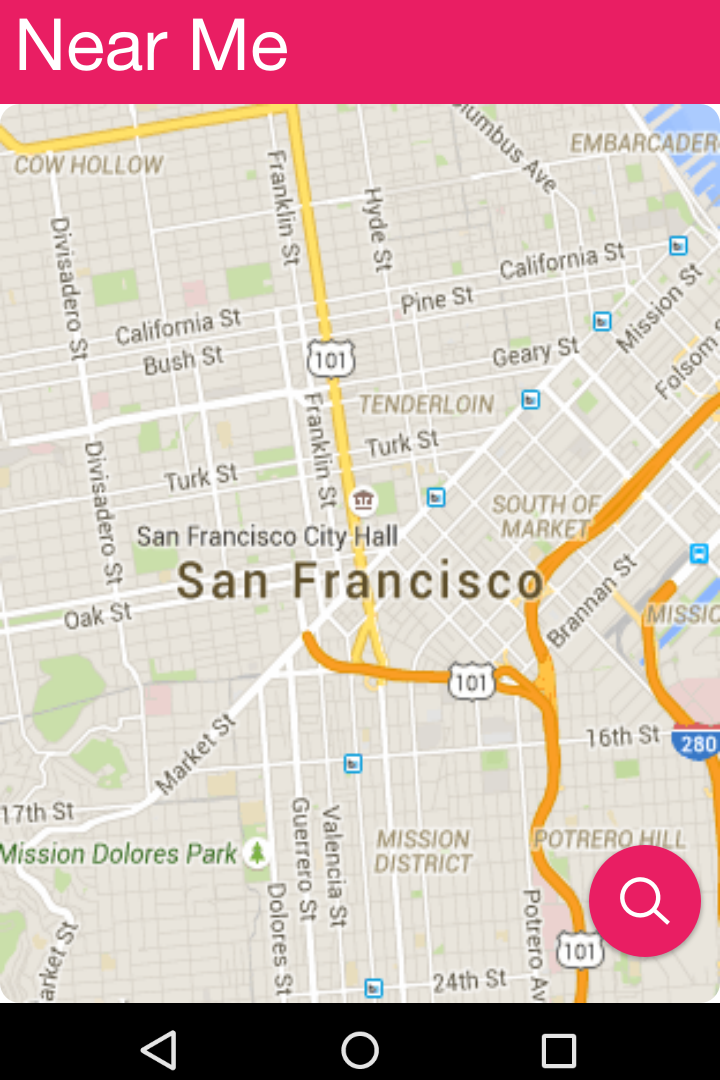 Near Me
Columbus Ave
EMBARCADER
COW HOLLOW
Franklin St
Hyde St
Divisadero St
California St
Pine St
Mission St
California St
Bush St
101
Geary St
Folsom
TENDERLOIN
Franklin St
Turk St
Divisadero St
Turk St
SOUTH OF
MARKET
San Francisco City Hall
San Francisco
Brannan St
Oak St
MISSIO
101
16th St
280
Market St
17th St
Guerrero St
Valencia St
MISSION
DISTRICT
POTRERO HILL
Mission Dolores Park
Dolores St
Potrero Av
arket St
101
24th St